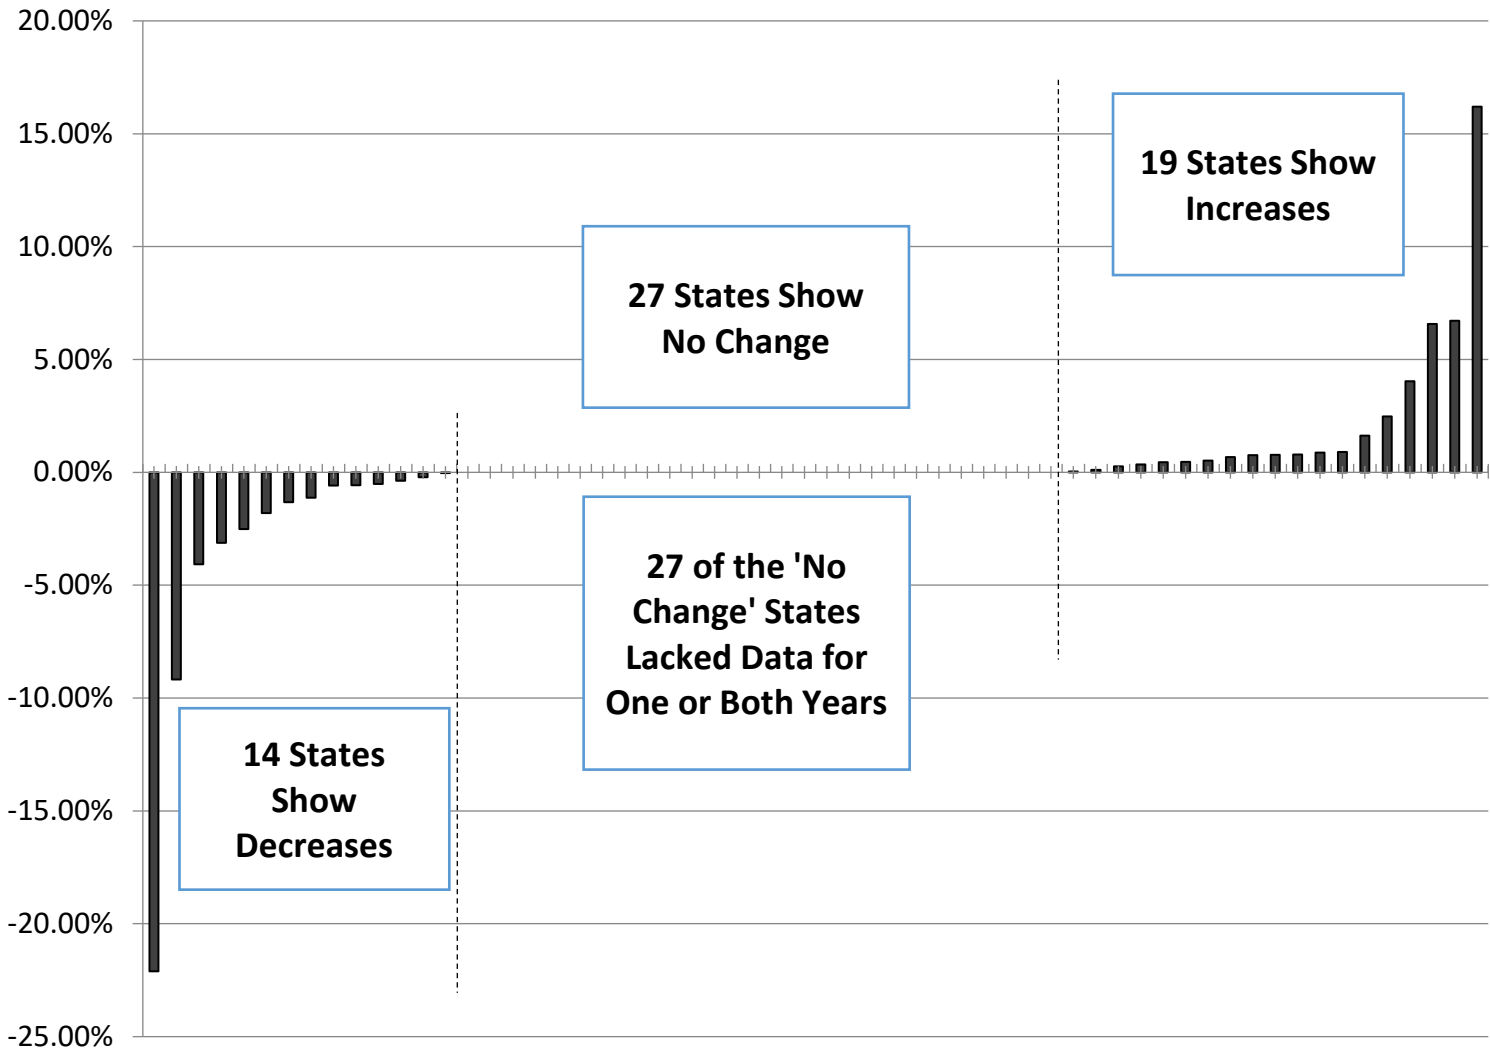 20.00%
15.00%
10.00%
5.00%
0.00%
-5.00%
-10.00%
-15.00%
-20.00%
-25.00%
19 States Show
Increases
27 States Show
No Change
27 of the 'No
Change' States
Lacked Data for
One or Both Years
14 States
Show
Decreases